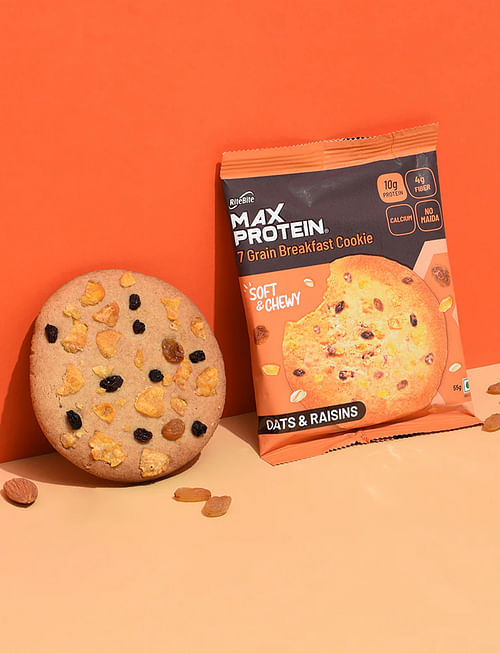 RiteBite
MAX
PROTEIN®
7 Grain Breakfast Cookie
10g
PROTEIN
4g
FIBER
CALCIUM
NO
MAIDA
SOFT
& CHEWY
OATS & RAISINS
55g